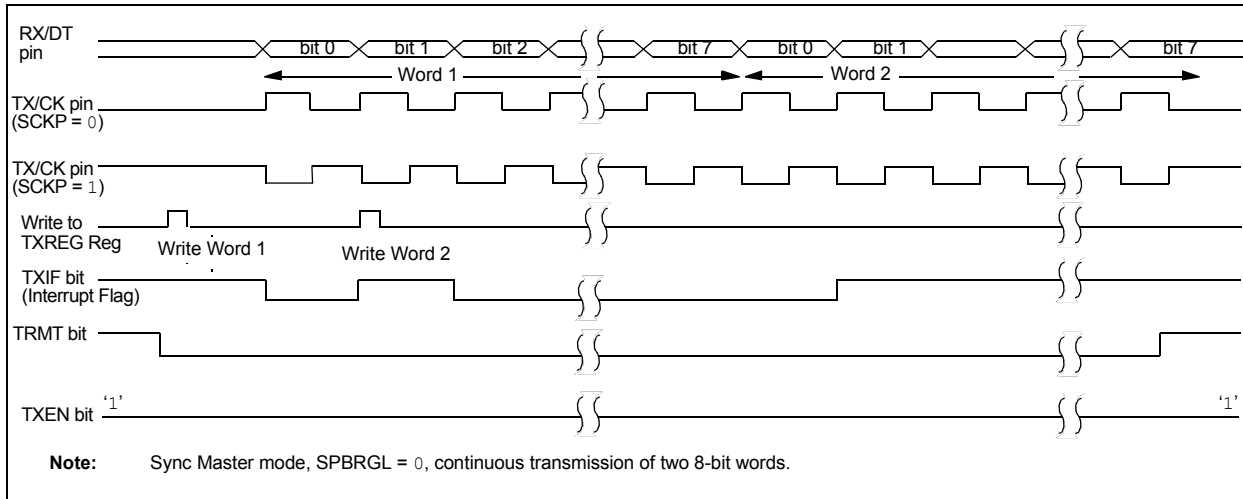 RX/DT
pin
bit 0 bit 1 bit 2 bit 7 bit 0 bit 1 bit 7
Word 1 Word 2
TX/CK pin
(SCKP = 0)
TX/CK pin
(SCKP = 1)
Write to
TXREG Reg
Write Word 1 Write Word 2
TXIF bit
(Interrupt Flag)
TRMT bit
TXEN bit ‘1’ ‘1’
Note: Sync Master mode, SPBRGL = 0, continuous transmission of two 8-bit words.